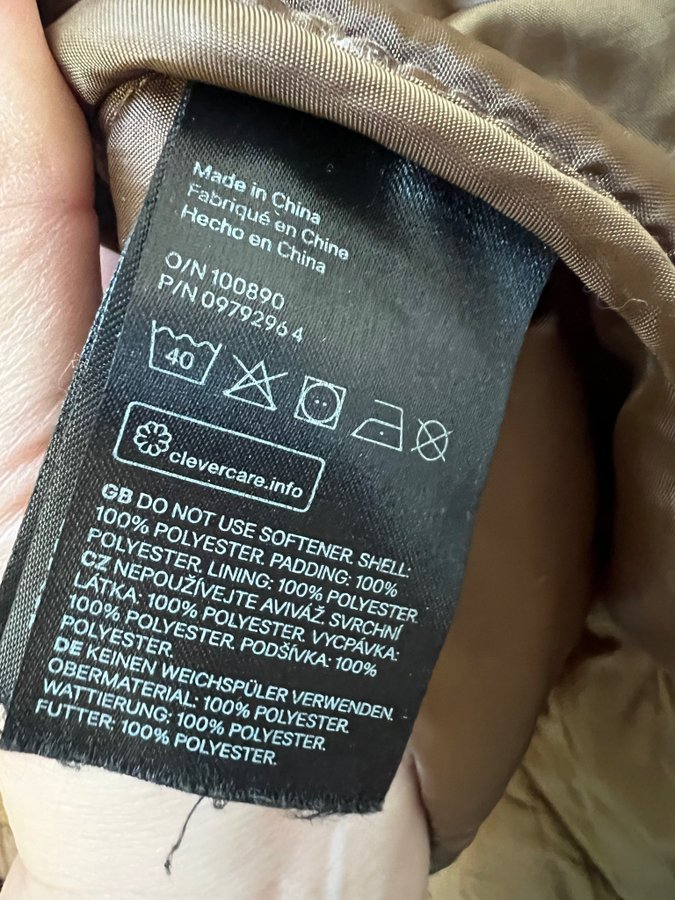 Made in China
Fabriqué en Chine
Hecho en China
O/N 100890
P/N 09792964
40
clevercare.info
GB DO NOT USE SOFTENER. SHELL:
100% POLYESTER. PADDING: 100%
POLYESTER. LINING: 100% POLYESTER.
CZ NEPOUŽÍVEJTE AVIVÁŽ. SVRCHNÍ
LÁTKA: 100% POLYESTER. VYCPÁVKA:
100% POLYESTER. PODŠÍVKA: 100%
POLYESTER.
DE KEINEN WEICHSPÜLER VERWENDEN.
OBERMATERIAL: 100% POLYESTER.
WATTIERUNG: 100% POLYESTER.
FUTTER: 100% POLYESTER.